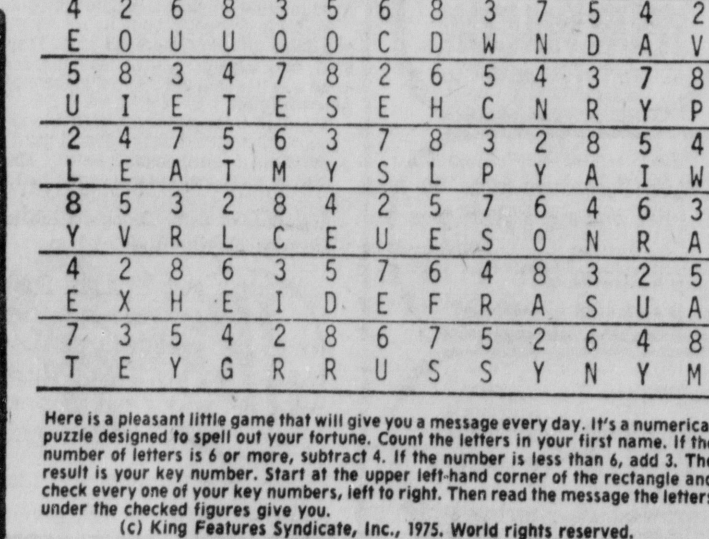 4 2 6 8 3 5 6 8 3 7 5 4 2
E O U U O O C D W N D A V
5 8 3 4 7 8 2 6 5 4 3 7 8
U I E T E S E H C N R Y P
2 4 7 5 6 3 7 8 3 2 8 5 4
L E A T M Y S L P Y A I W
8 5 3 2 8 4 2 5 7 6 4 6 3
Y V R L I E U E S O N R A
4 2 8 6 3 5 7 6 4 8 3 2 5
E X H E I D E F R A S U A
7 3 5 4 2 8 6 7 5 2 6 4 8
T E Y G R R U S S Y N Y M
Here is a pleasant little game that will give you a message every day. It's a numerical
puzzle designed to spell out your fortune. Count the letters in your first name. If the
number of letters is 6 or more, subtract 4. If the number is less than 6, add 3. The
result is your key number. Start at the upper left-hand corner of the rectangle and
check every one of your key numbers, left to right. Then read the message the letters
under the checked figures give you.
(c) King Features Syndicate, Inc., 1975. World rights reserved.